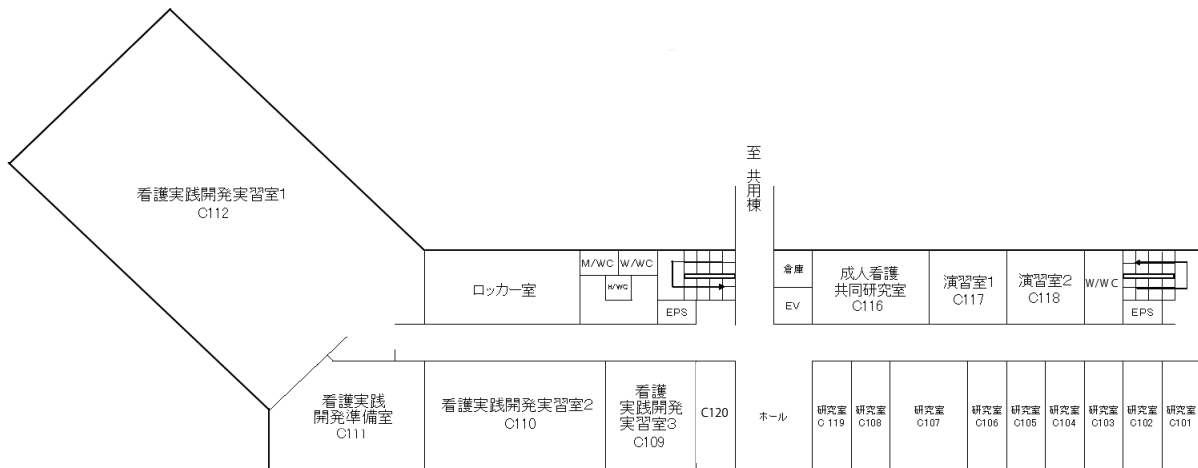 至 共用棟
看護実践開発実習室1
C112
M/WC
W/WC
H/WC
ロッカー室
EPS
倉庫
EV
成人看護
共同研究室
C116
演習室1
C117
演習室2
C118
W/WC
EPS
看護実践
開発準備室
C111
看護実践開発実習室2
C110
看護
実践開発
実習室3
C109
C120
ホール
研究室
C 119
研究室
C108
研究室
C107
研究室
C106
研究室
C105
研究室
C104
研究室
C103
研究室
C102
研究室
C101